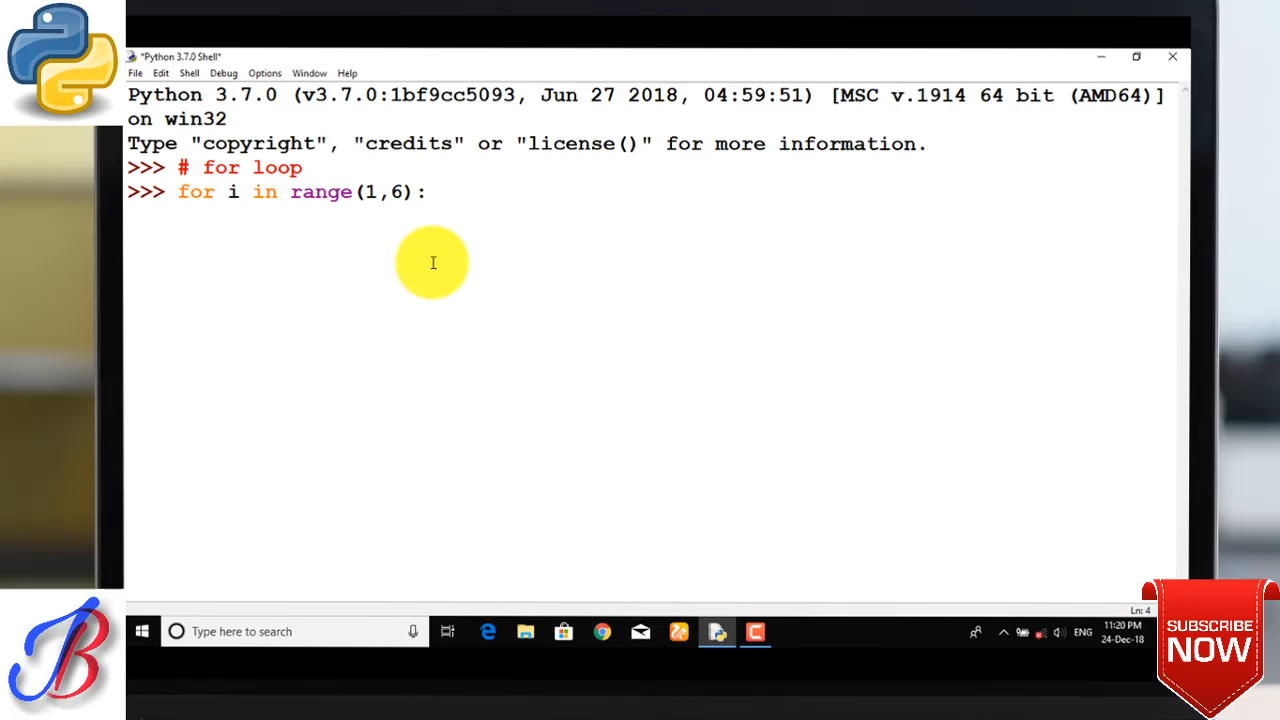 *Python 3.7.0 Shell*
File Edit Shell Debug Options Window Help
Python 3.7.0 (v3.7.0:1bf9cc5093, Jun 27 2018, 04:59:51) [MSC v.1914 64 bit (AMD64)]
on win32
Type "copyright", "credits" or "license()" for more information.
>>> # for loop
>>> for i in range(1,6):
Ln: 4
Type here to search
ENG
11:20 PM
24-Dec-18
SUBSCRIBE
NOW
JB